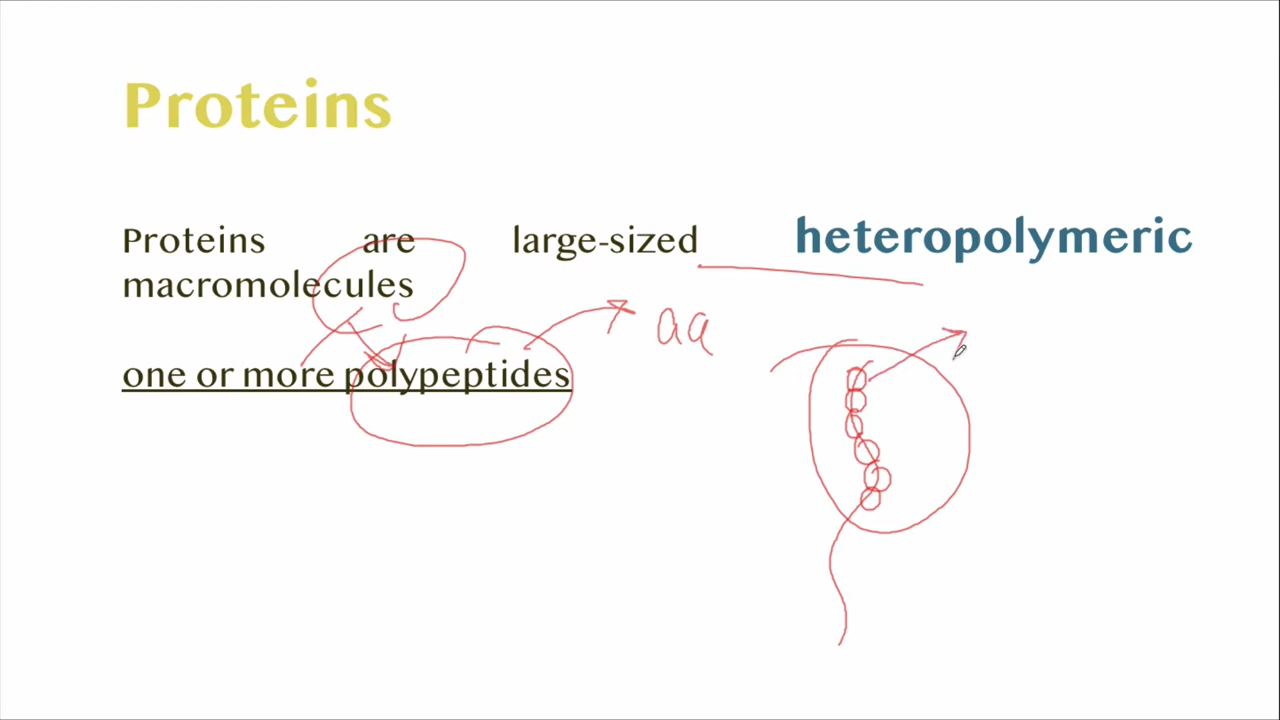 Proteins
Proteins are large-sized heteropolymeric
macromolecules
aa
one or more polypeptides